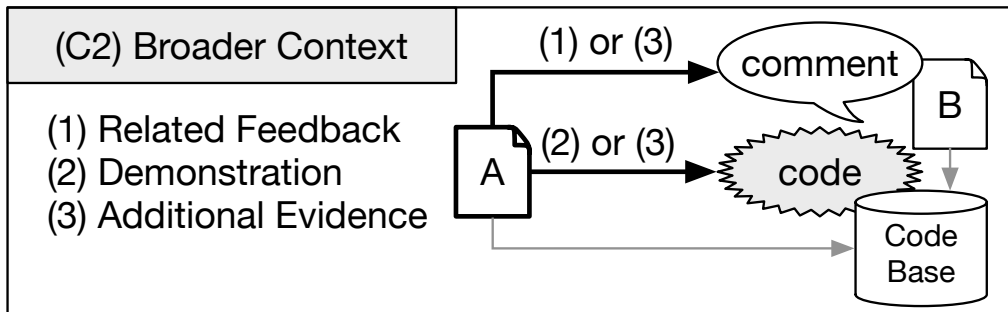 (C2) Broader Context
(1) Related Feedback
(2) Demonstration
(3) Additional Evidence
(1) or (3)
comment
B
A
(2) or (3)
code
Code
Base